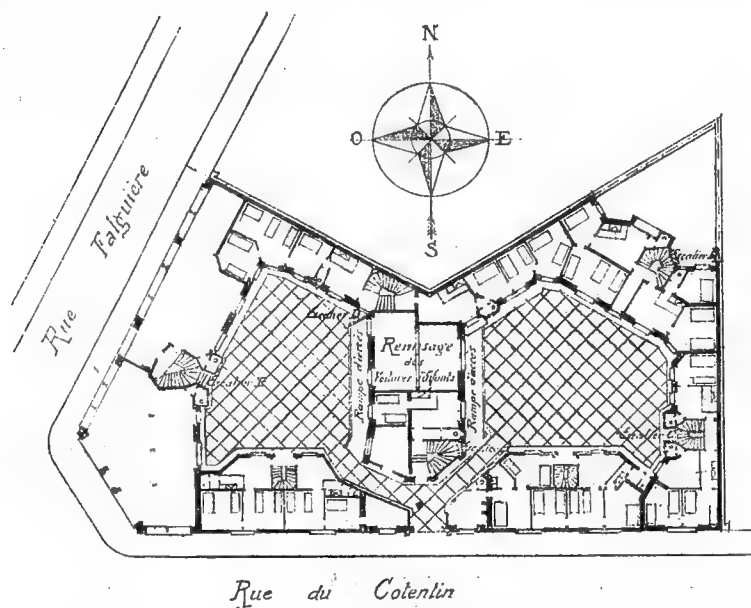 N
O
E
S
Rue Falguière
Escalier
Escalier D
Remisage
des
Voitures d'Enfants
Rampe d'accès
Rampe d'accès
Escalier
Escalier C
Rue du Cotentin